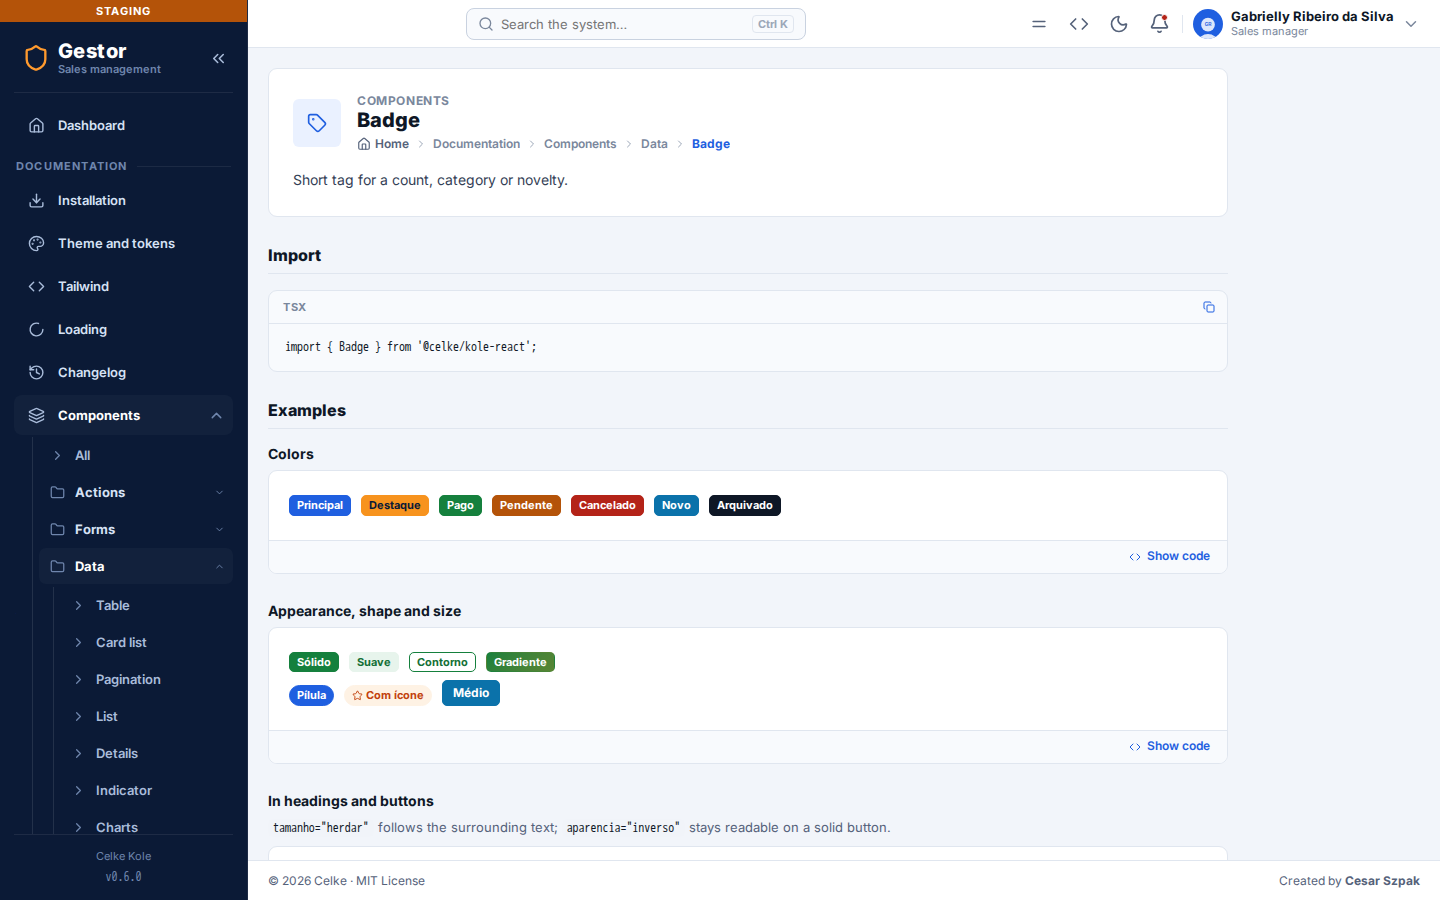 STAGING
Gestor
Sales management
Search the system...
Ctrl K
GR
Gabrielly Ribeiro da Silva
Sales manager
Dashboard
DOCUMENTATION
Installation
Theme and tokens
Tailwind
Loading
Changelog
Components
All
Actions
Forms
Data
Table
Card list
Pagination
List
Details
Indicator
Charts
Celke Kole
v0.6.0
COMPONENTS
Badge
Home > Documentation > Components > Data > Badge
Short tag for a count, category or novelty.
Import
TSX
import { Badge } from '@celke/kole-react';
Examples
Colors
Principal Destaque Pago Pendente Cancelado Novo Arquivado
Show code
Appearance, shape and size
Sólido Suave Contorno Gradiente
Pílula Com ícone Médio
Show code
In headings and buttons
tamanho="herdar" follows the surrounding text; aparencia="inverso" stays readable on a solid button.
© 2026 Celke · MIT License
Created by Cesar Szpak